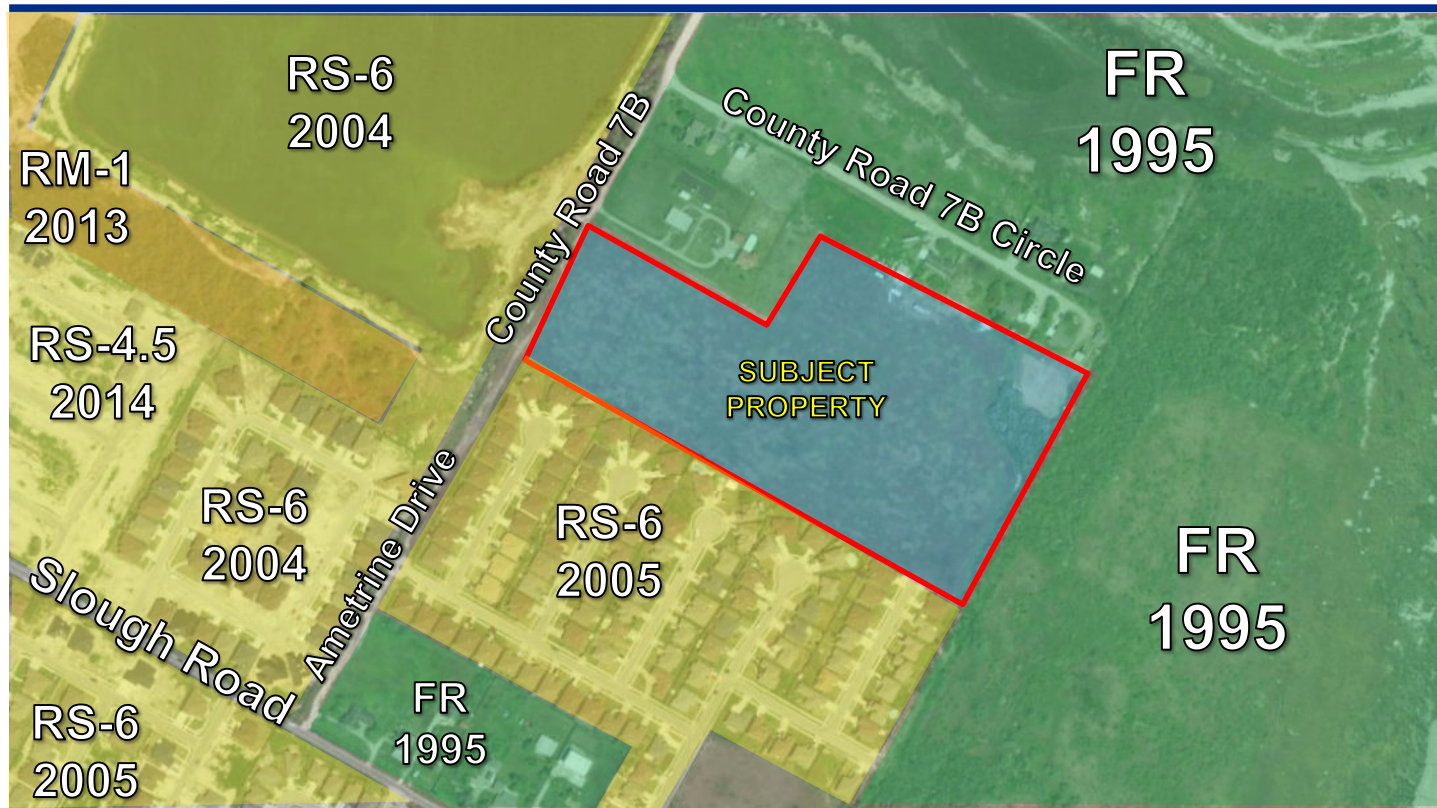 RS-6
2004
FR
1995
County Road 7B Circle
County Road 7B
RM-1
2013
RS-4.5
2014
SUBJECT
PROPERTY
RS-6
2004
Ametrine Drive
RS-6
2005
FR
1995
Slough Road
FR
1995
RS-6
2005